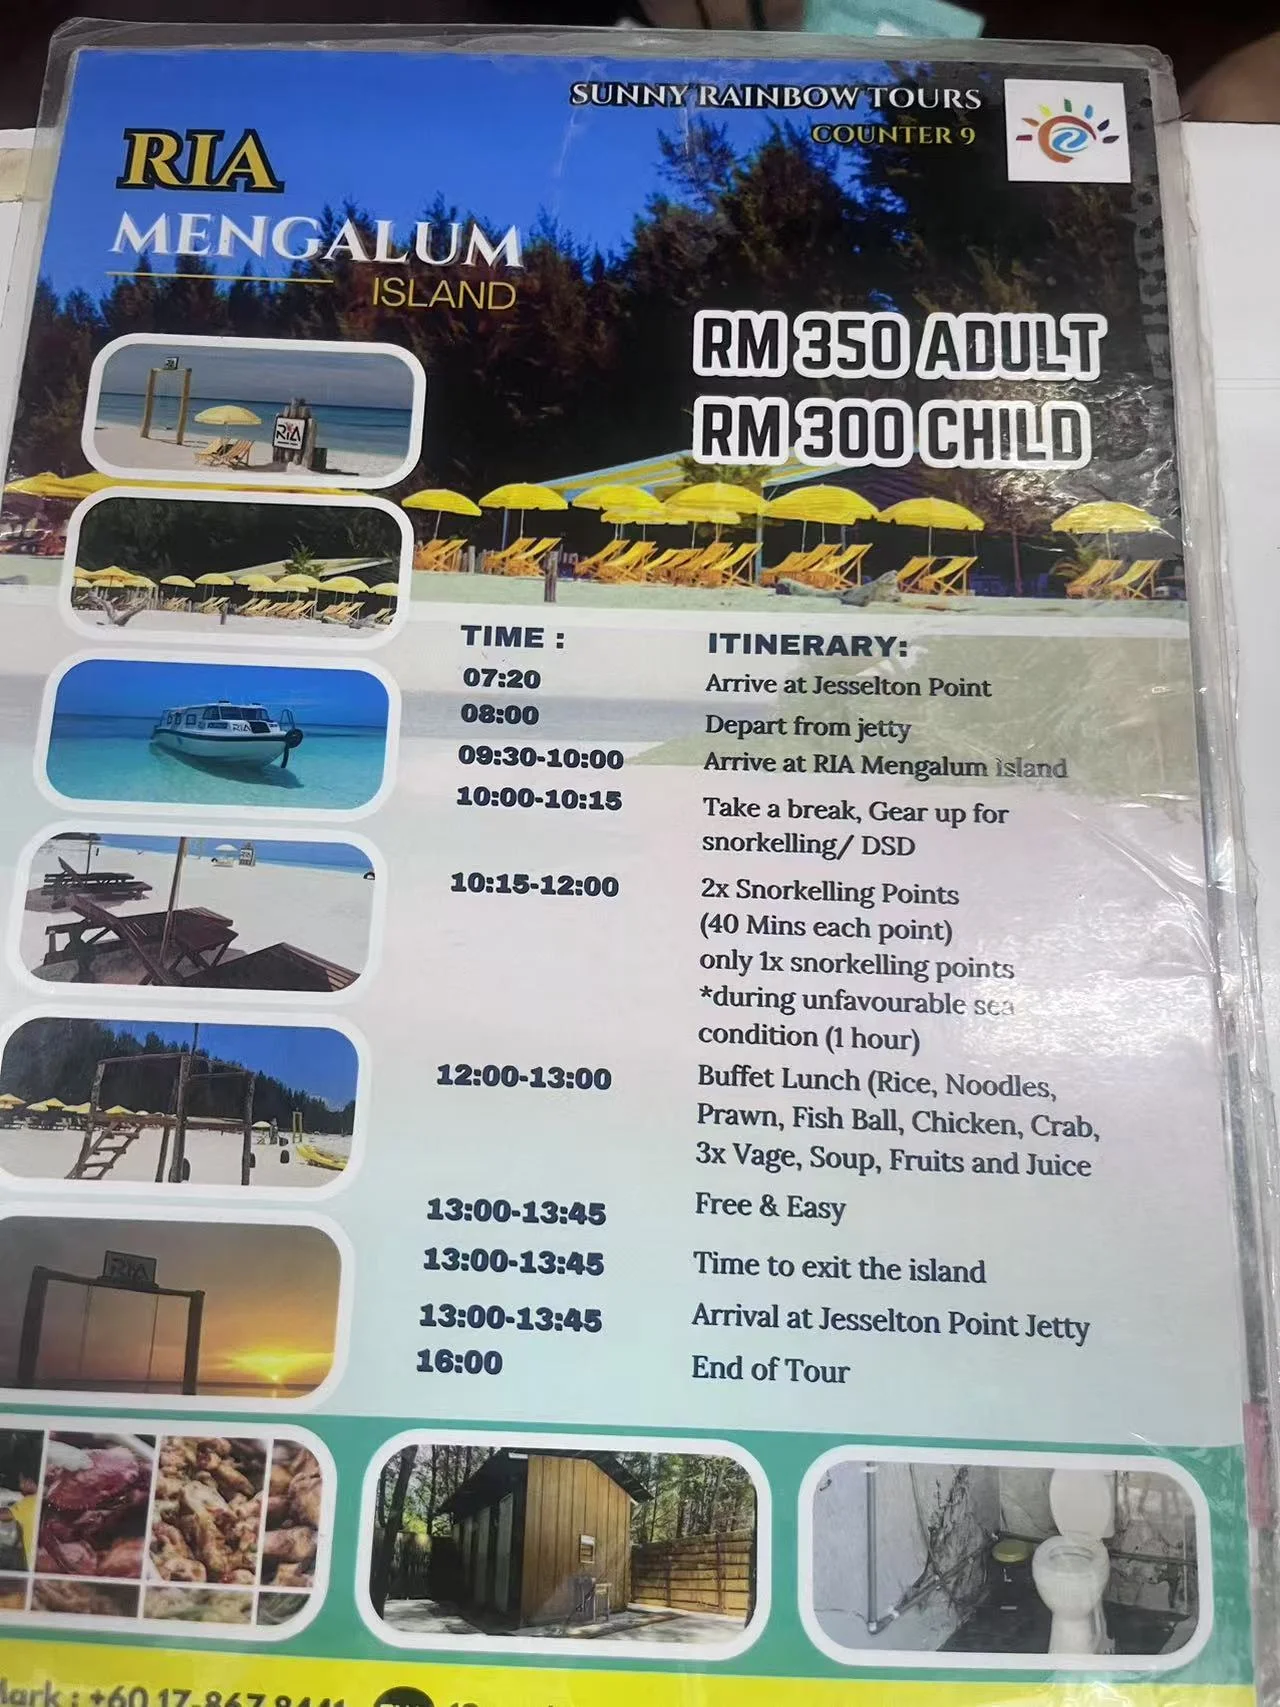 SUNNY RAINBOW TOURS
COUNTER 9
RIA
MENGALUM
ISLAND
RM 350 ADULT
RM 300 CHILD
RIA
TIME :
ITINERARY:
07:20
Arrive at Jesselton Point
08:00
Depart from jetty
09:30-10:00
Arrive at RIA Mengalum island
10:00-10:15
Take a break, Gear up for
snorkelling/ DSD
10:15-12:00
2x Snorkelling Points
(40 Mins each point)
only 1x snorkelling points
*during unfavourable sea
condition (1 hour)
12:00-13:00
Buffet Lunch (Rice, Noodles,
Prawn, Fish Ball, Chicken, Crab,
3x Vage, Soup, Fruits and Juice
13:00-13:45
Free & Easy
13:00-13:45
Time to exit the island
13:00-13:45
Arrival at Jesselton Point Jetty
16:00
End of Tour
RIA
RIA
Mark : +60 17-867 8441